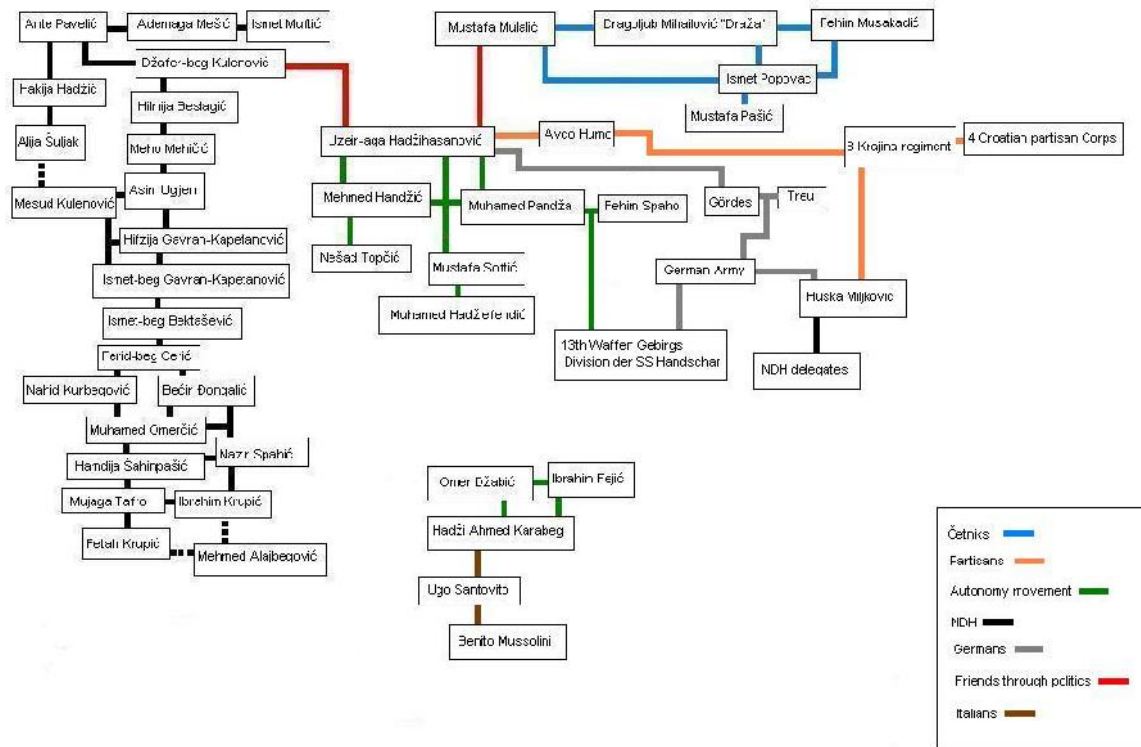 Ante Pavelić
Ademaga Mešić
Ismet Muftić
Mustafa Mulalić
Dragoljub Mihailović "Draža"
Fehim Musakadić
Džafer-beg Kulenović
Ismet Popovac
Hakija Hadžić
Hilmija Bešlagić
Mustafa Pašić
Alija Šuljak
Meho Mehičić
Uzeir-aga Hadžihasanović
Avco Humo
3 Krajina regiment
4 Croatian partisan Corps
Mesud Kulenović
Asim Ugljen
Mehmed Handžić
Muhamed Pandža
Fehim Spaho
Gördes
Treu
Hifzija Gavran-Kapetanović
Nešad Topčić
Mustafa Softić
German Army
Ismet-beg Gavran-Kapetanović
Muhamed Hadžiefendić
Huska Miljković
Ismet-beg Bektašević
13th Waffen Gebirgs
Division der SS Handschar
NDH delegates
Ferid-beg Cerić
Nahid Kurbegović
Bećir Đongalić
Muhamed Omerčić
Nazir Spahić
Hamdija Šahinpašić
Mujaga Tafro
Ibrahim Krupić
Fetah Krupić
Mehmed Alajbegović
Omer Džabić
Ibrahim Fejić
Hadži Ahmed Karabeg
Ugo Santovito
Benito Mussolini
Četniks
Partisans
Autonomy movement
NDH
Germans
Friends through politics
Italians